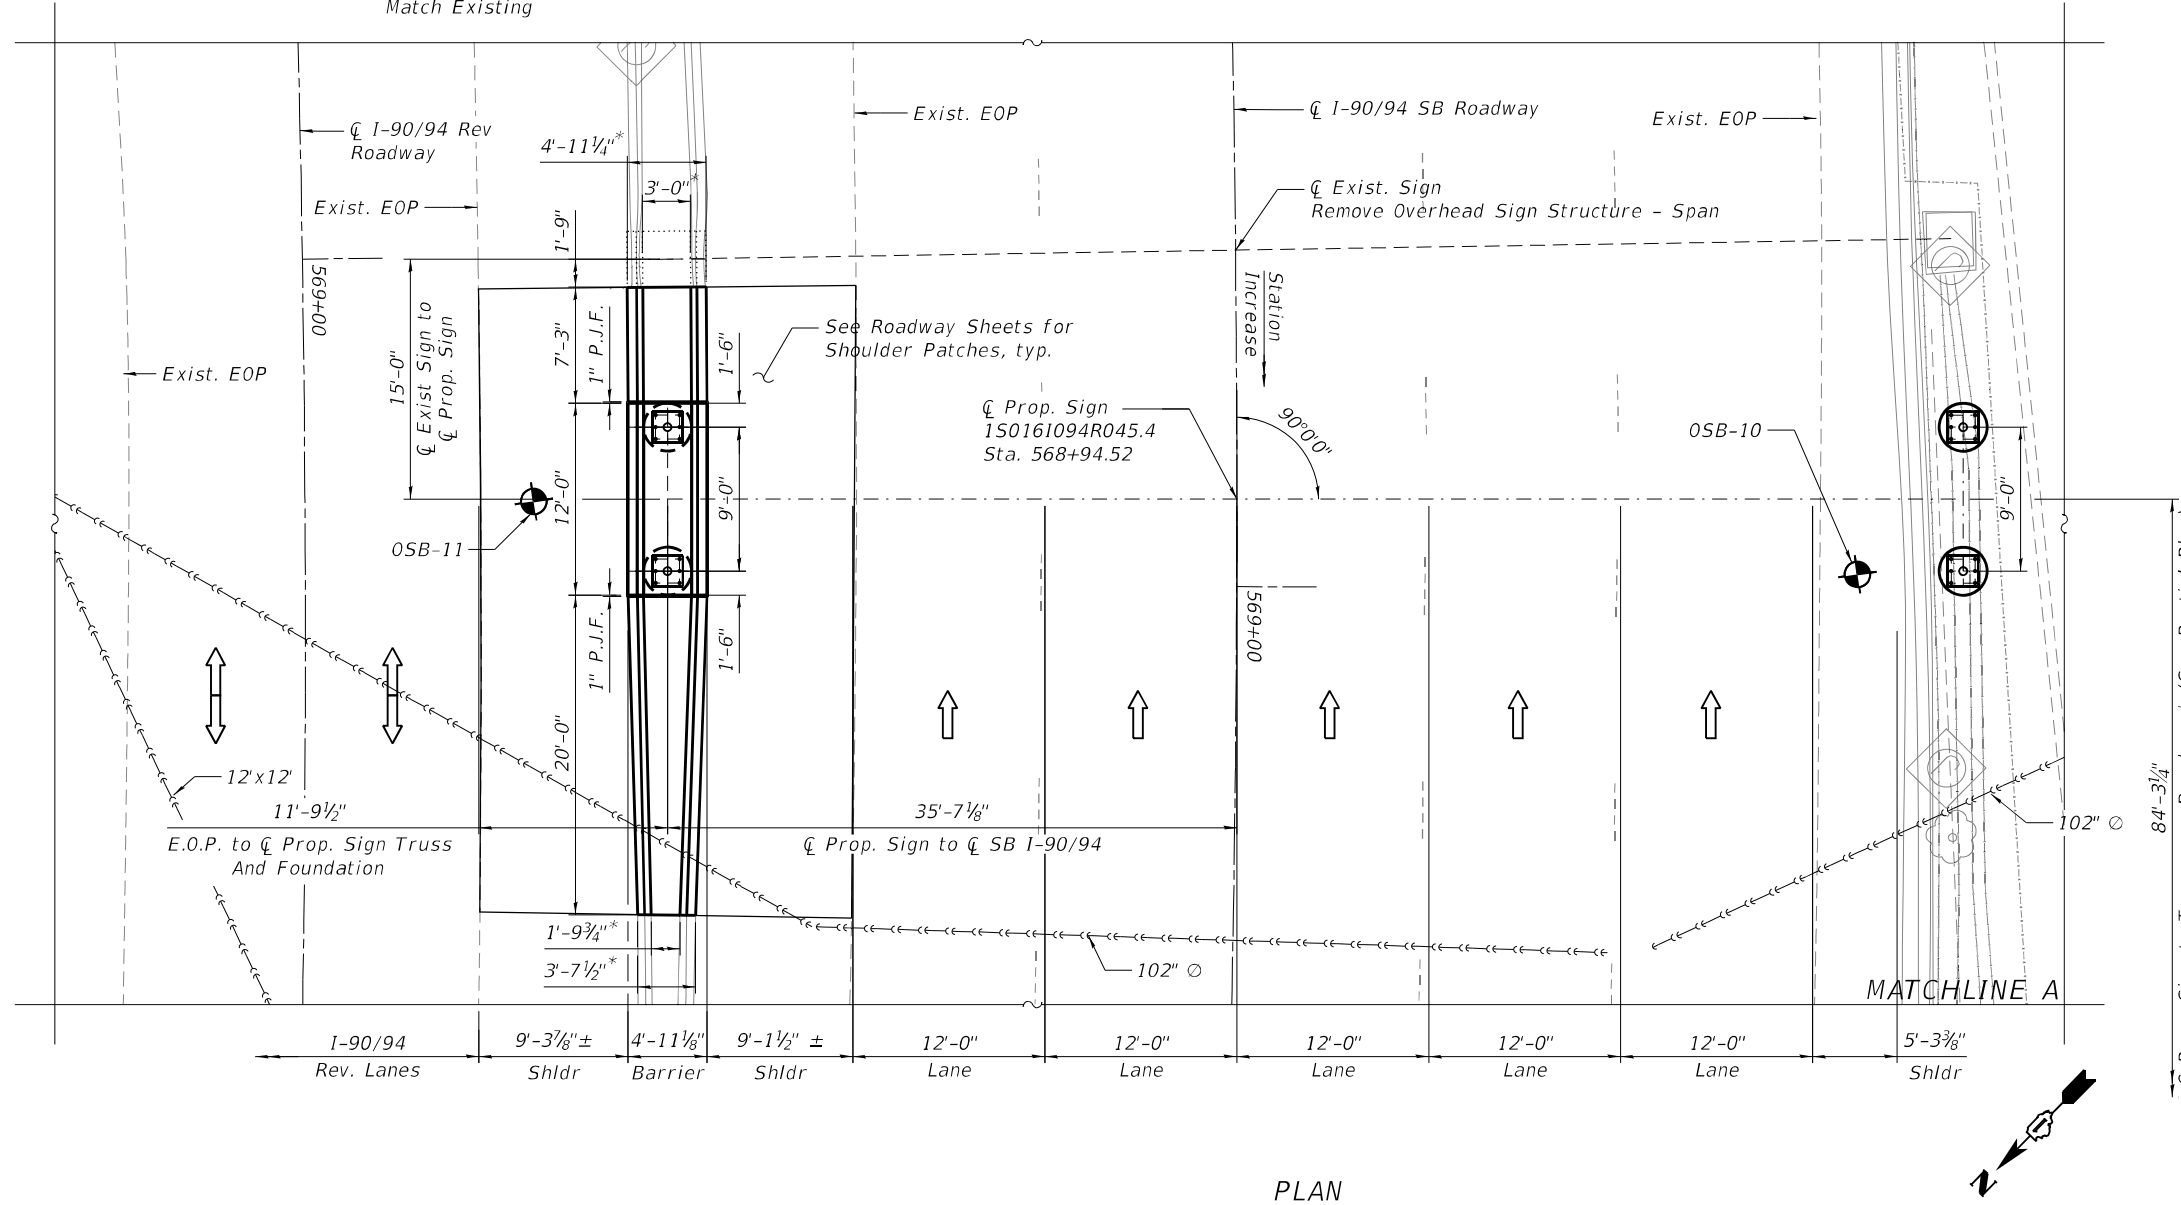 Match Existing
℄ I-90/94 Rev
Roadway
4'-11¼"*
Exist. EOP
℄ I-90/94 SB Roadway
Exist. EOP
3'-0"*
Exist. EOP
1'-9"
℄ Exist. Sign
Remove Overhead Sign Structure - Span
569+00
Station
Increase
15'-0"
℄ Exist Sign to
℄ Prop. Sign
7'-3"
1" P.J.F.
1'-6"
See Roadway Sheets for
Shoulder Patches, typ.
Exist. EOP
℄ Prop. Sign
1S016I094R045.4
Sta. 568+94.52
90°0'0"
OSB-10
OSB-11
12'-0"
9'-0"
9'-0"
1" P.J.F.
1'-6"
569+00
20'-0"
12'x12'
11'-9½"
E.O.P. to ℄ Prop. Sign Truss
And Foundation
35'-7⅛"
℄ Prop. Sign to ℄ SB I-90/94
102" ∅
84'-3¼"
1'-9¾"*
3'-7½"*
102" ∅
MATCHLINE A
I-90/94
Rev. Lanes
9'-3⅞"±
Shldr
4'-11⅛"
Barrier
9'-1½" ±
Shldr
12'-0"
Lane
12'-0"
Lane
12'-0"
Lane
12'-0"
Lane
12'-0"
Lane
5'-3⅜"
Shldr
N
PLAN